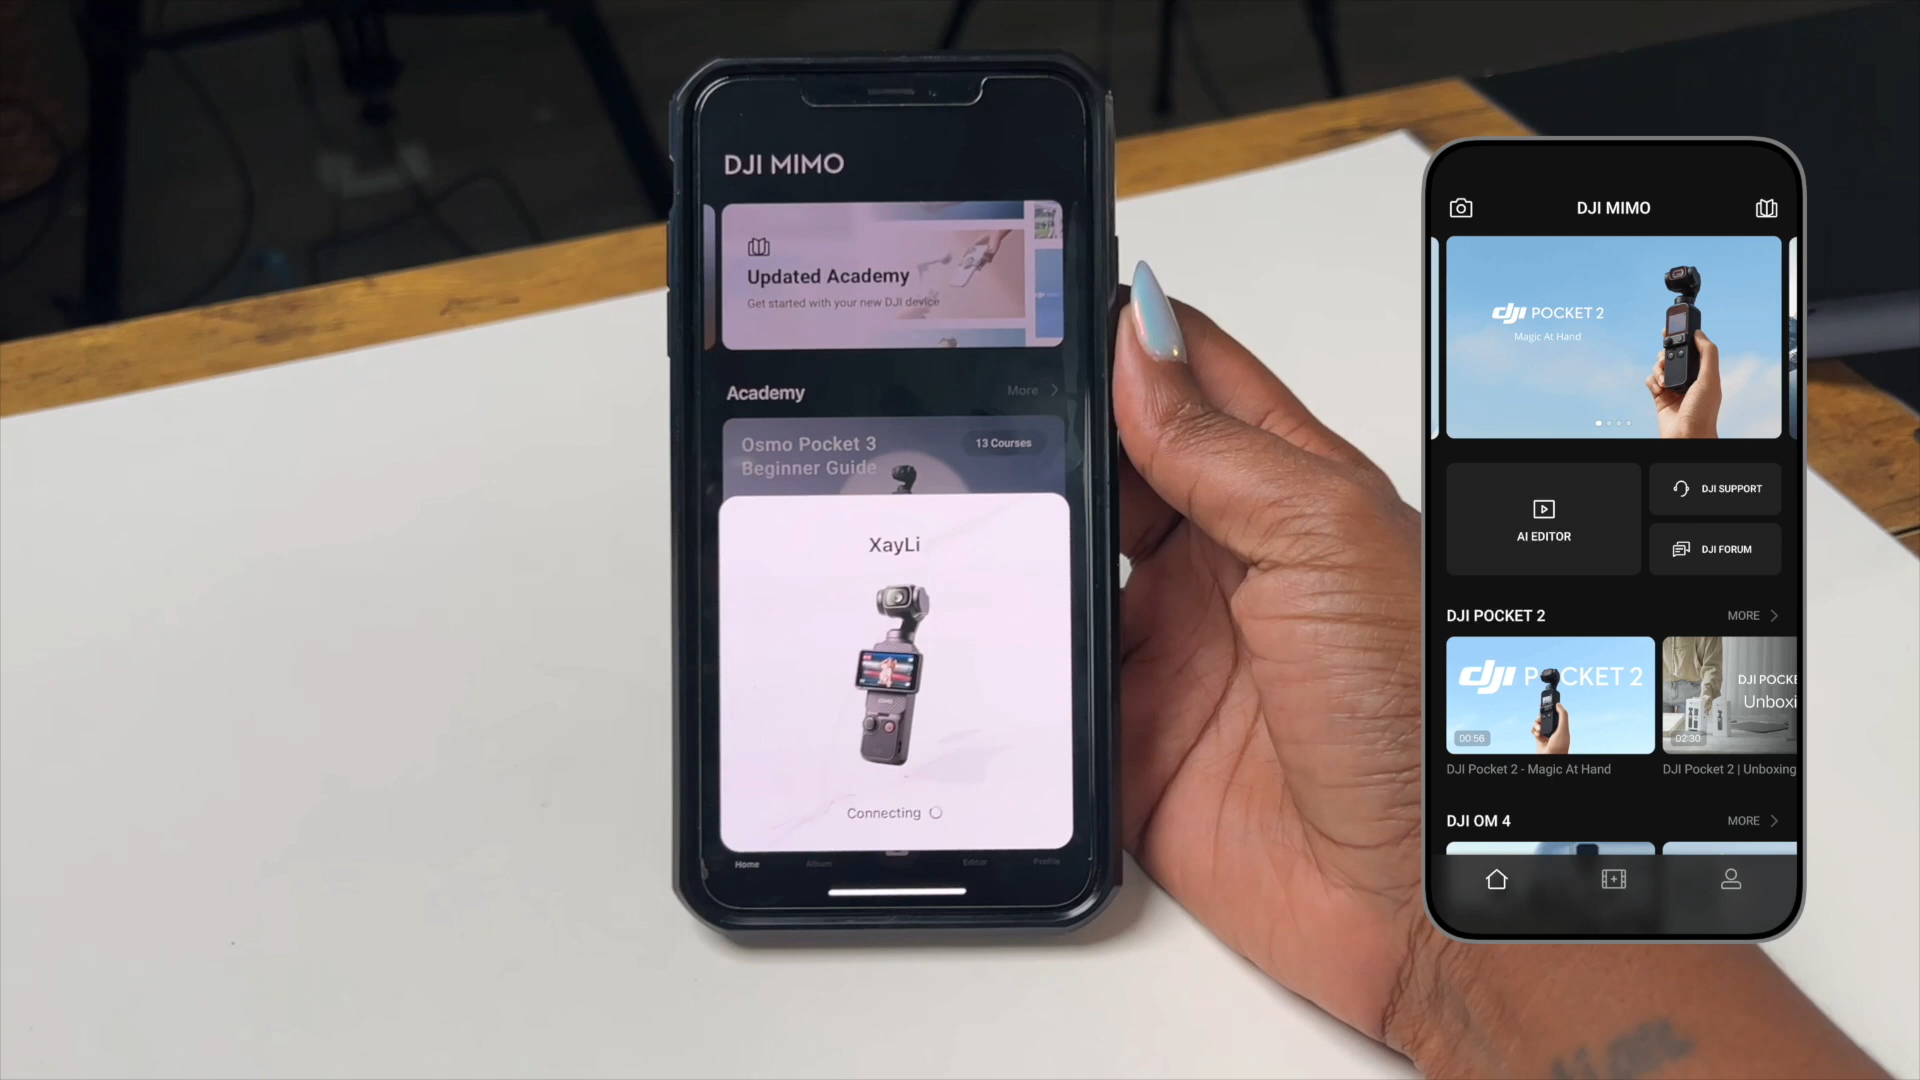 DJI MIMO
Updated Academy
Get started with your new DJI device
Academy
More
Osmo Pocket 3
Beginner Guide
13 Courses
XayLi
Connecting
Home
Album
Editor
Profile
DJI MIMO
dji POCKET 2
Magic At Hand
AI EDITOR
DJI SUPPORT
DJI FORUM
DJI POCKET 2
MORE
dji POCKET 2
00:56
DJI POCKE
Unboxi
02:30
DJI Pocket 2 - Magic At Hand
DJI Pocket 2 | Unboxing
DJI OM 4
MORE